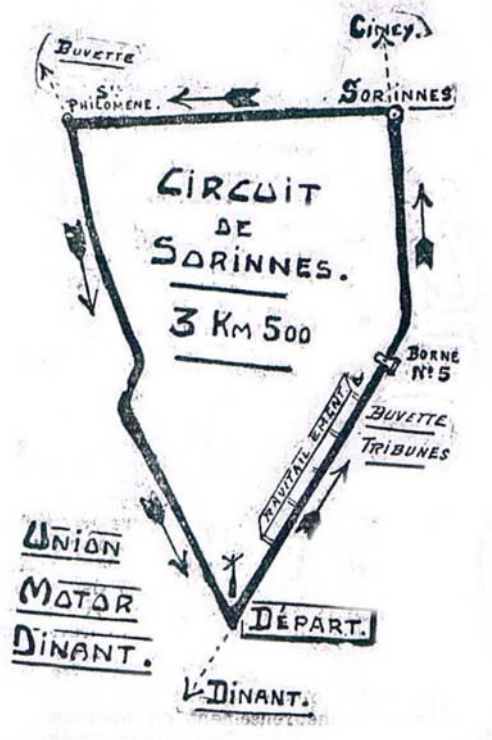 CINEY.
BUVETTE
SORINNES
St.
PHILOMÈNE.
CIRCUIT
DE
SORINNES.
3 KM 500
BORNE
N° 5
RAVITAILEMENT.
BUVETTE
TRIBUNES
UNION
MOTOR
DINANT.
DÉPART.
DINANT.